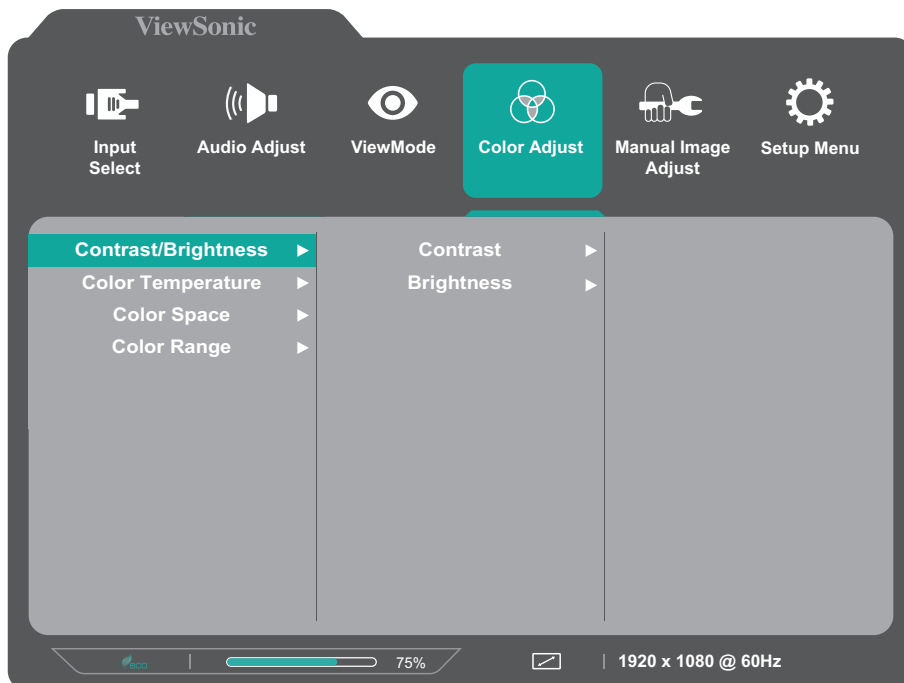 ViewSonic
Input Select
Audio Adjust
ViewMode
Color Adjust
Manual Image Adjust
Setup Menu
Contrast/Brightness
Contrast
Color Temperature
Brightness
Color Space
Color Range
eco
75%
1920 x 1080 @ 60Hz